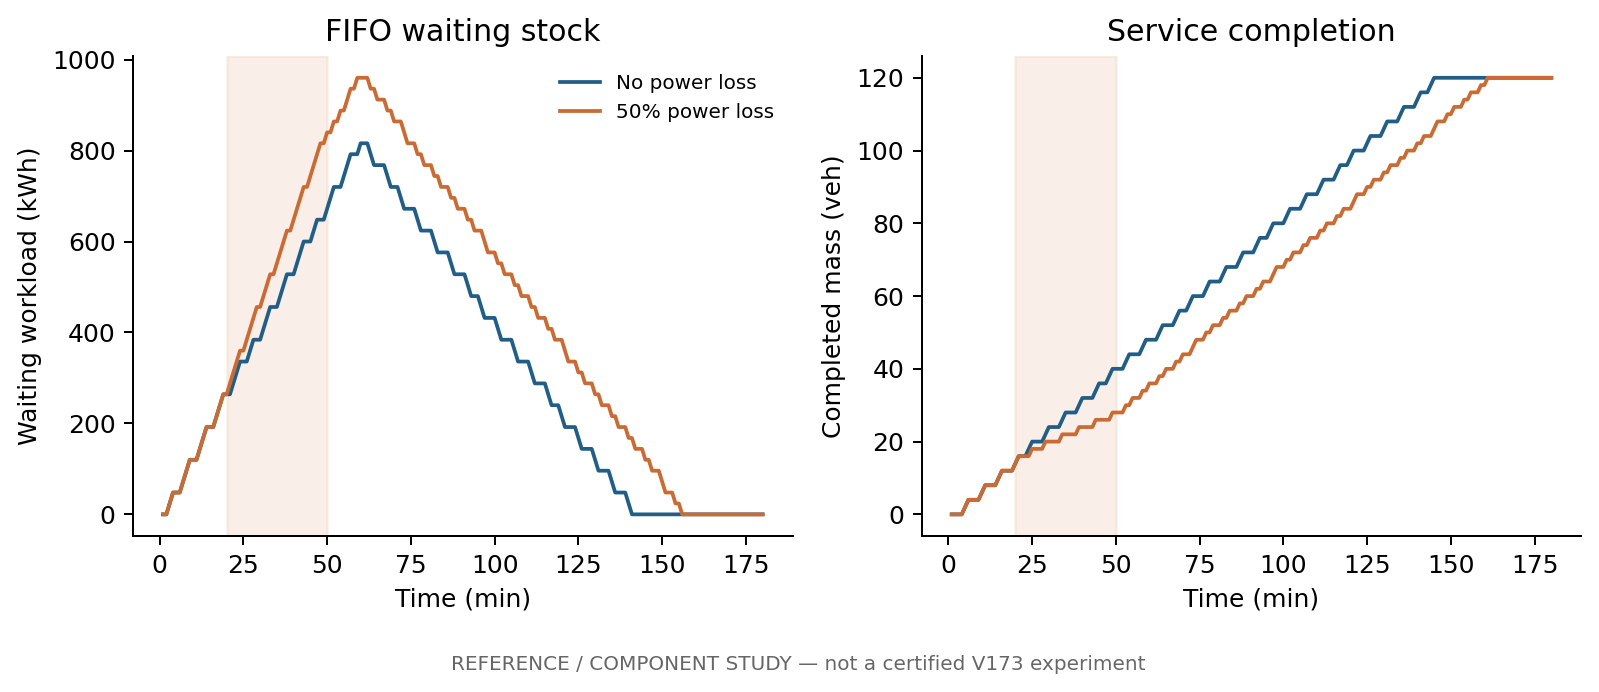 FIFO waiting stock
Waiting workload (kWh)
1000
800
600
400
200
0
No power loss
50% power loss
0 25 50 75 100 125 150 175
Time (min)
Service completion
Completed mass (veh)
120
100
80
60
40
20
0
0 25 50 75 100 125 150 175
Time (min)
REFERENCE / COMPONENT STUDY — not a certified V173 experiment